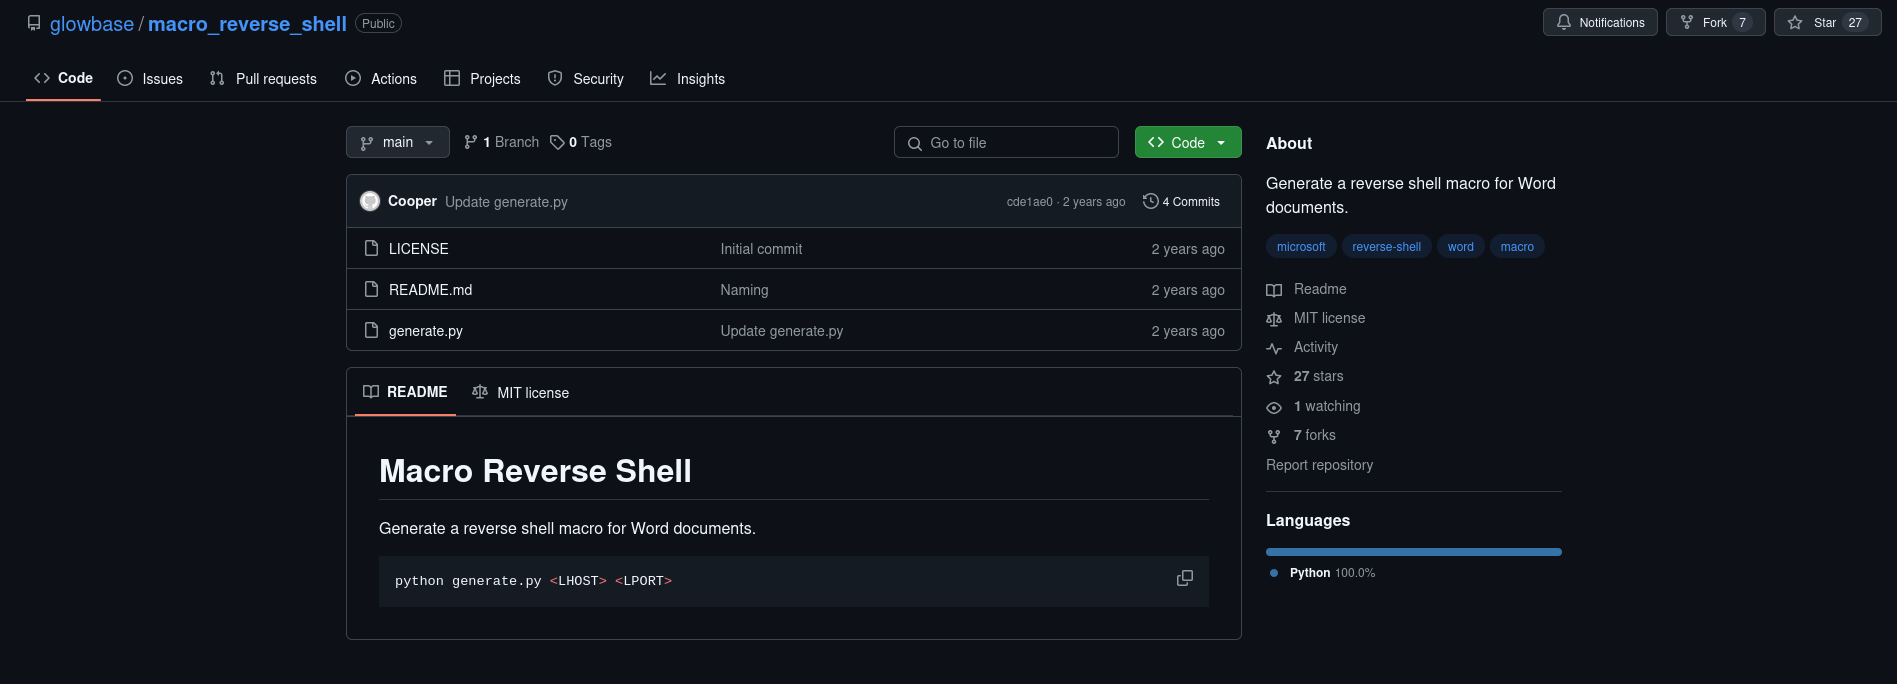 glowbase / macro_reverse_shell Public
Notifications Fork 7 Star 27
Code Issues Pull requests Actions Projects Security Insights
main 1 Branch 0 Tags Go to file Code
Cooper Update generate.py cde1ae0 · 2 years ago 4 Commits
LICENSE Initial commit 2 years ago
README.md Naming 2 years ago
generate.py Update generate.py 2 years ago
README MIT license
Macro Reverse Shell
Generate a reverse shell macro for Word documents.
python generate.py <LHOST> <LPORT>
About
Generate a reverse shell macro for Word
documents.
microsoft reverse-shell word macro
Readme
MIT license
Activity
27 stars
1 watching
7 forks
Report repository
Languages
Python 100.0%